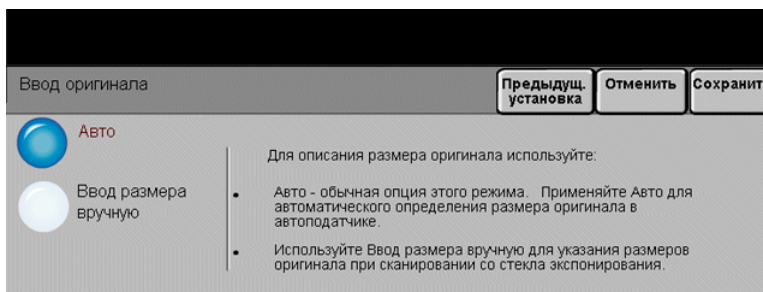 Ввод оригинала
Предыдущ. установка
Отменить
Сохранит
Авто
Ввод размера
вручную
Для описания размера оригинала используйте:
• Авто - обычная опция этого режима. Применяйте Авто для
автоматического определения размера оригинала в
автоподатчике.
• Используйте Ввод размера вручную для указания размеров
оригинала при сканировании со стекла экспонирования.